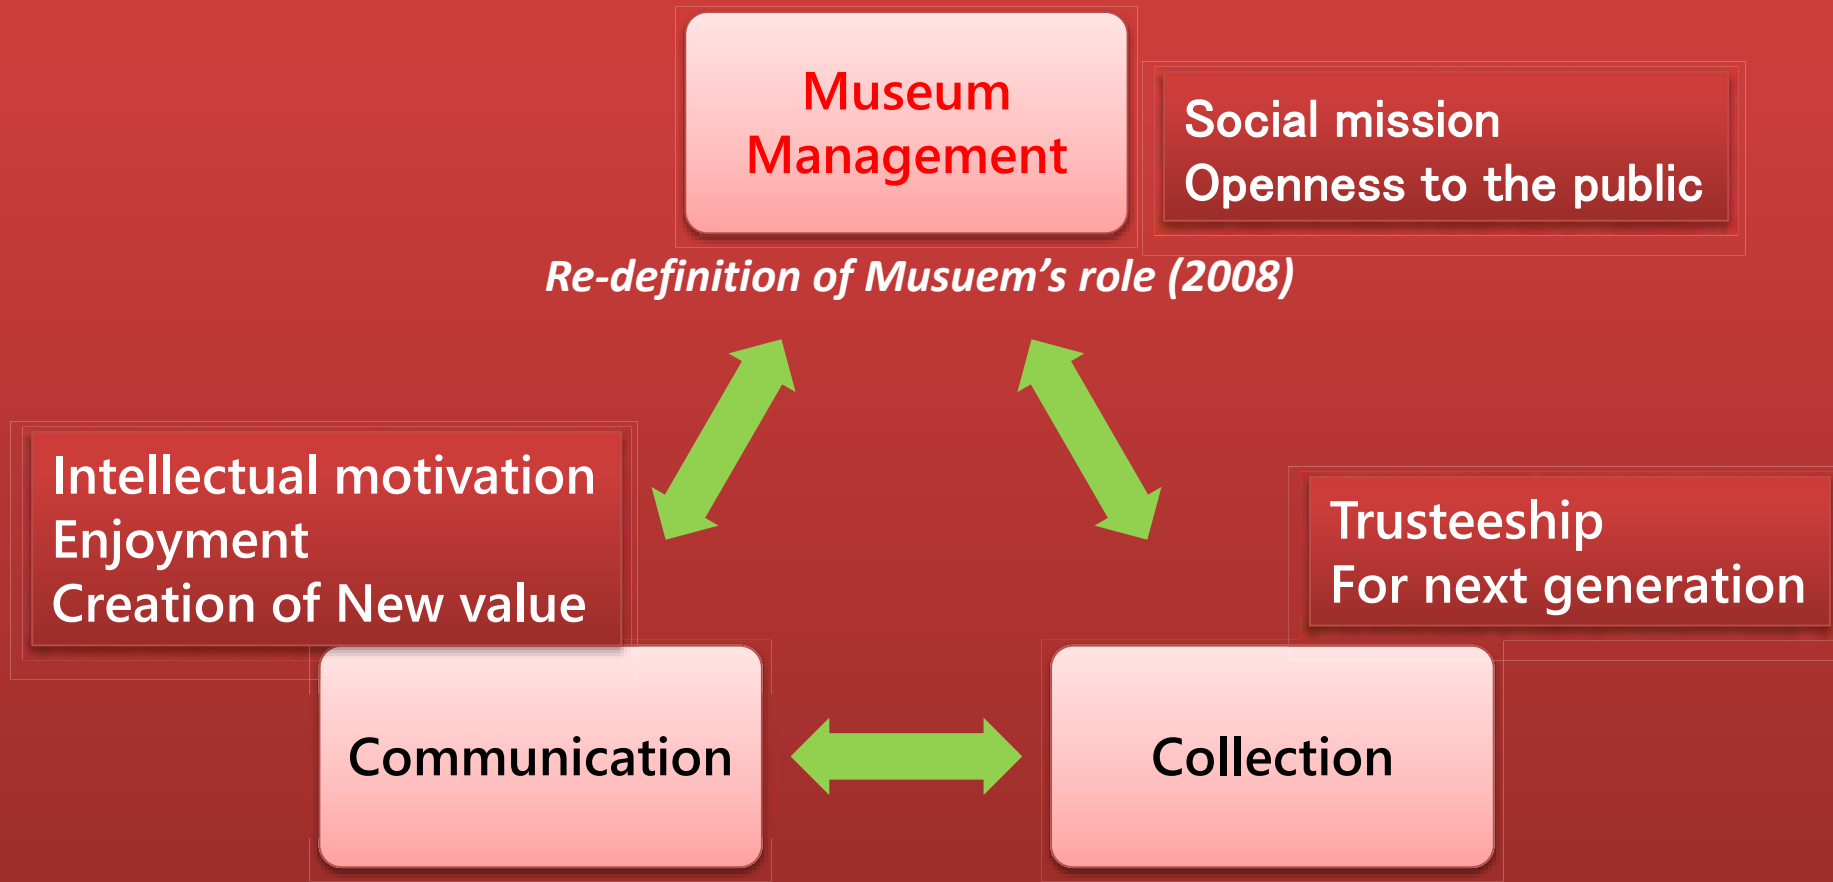 Museum
Management
Social mission
Openness to the public
Re-definition of Musuem's role (2008)
Intellectual motivation
Enjoyment
Creation of New value
Trusteeship
For next generation
Communication
Collection